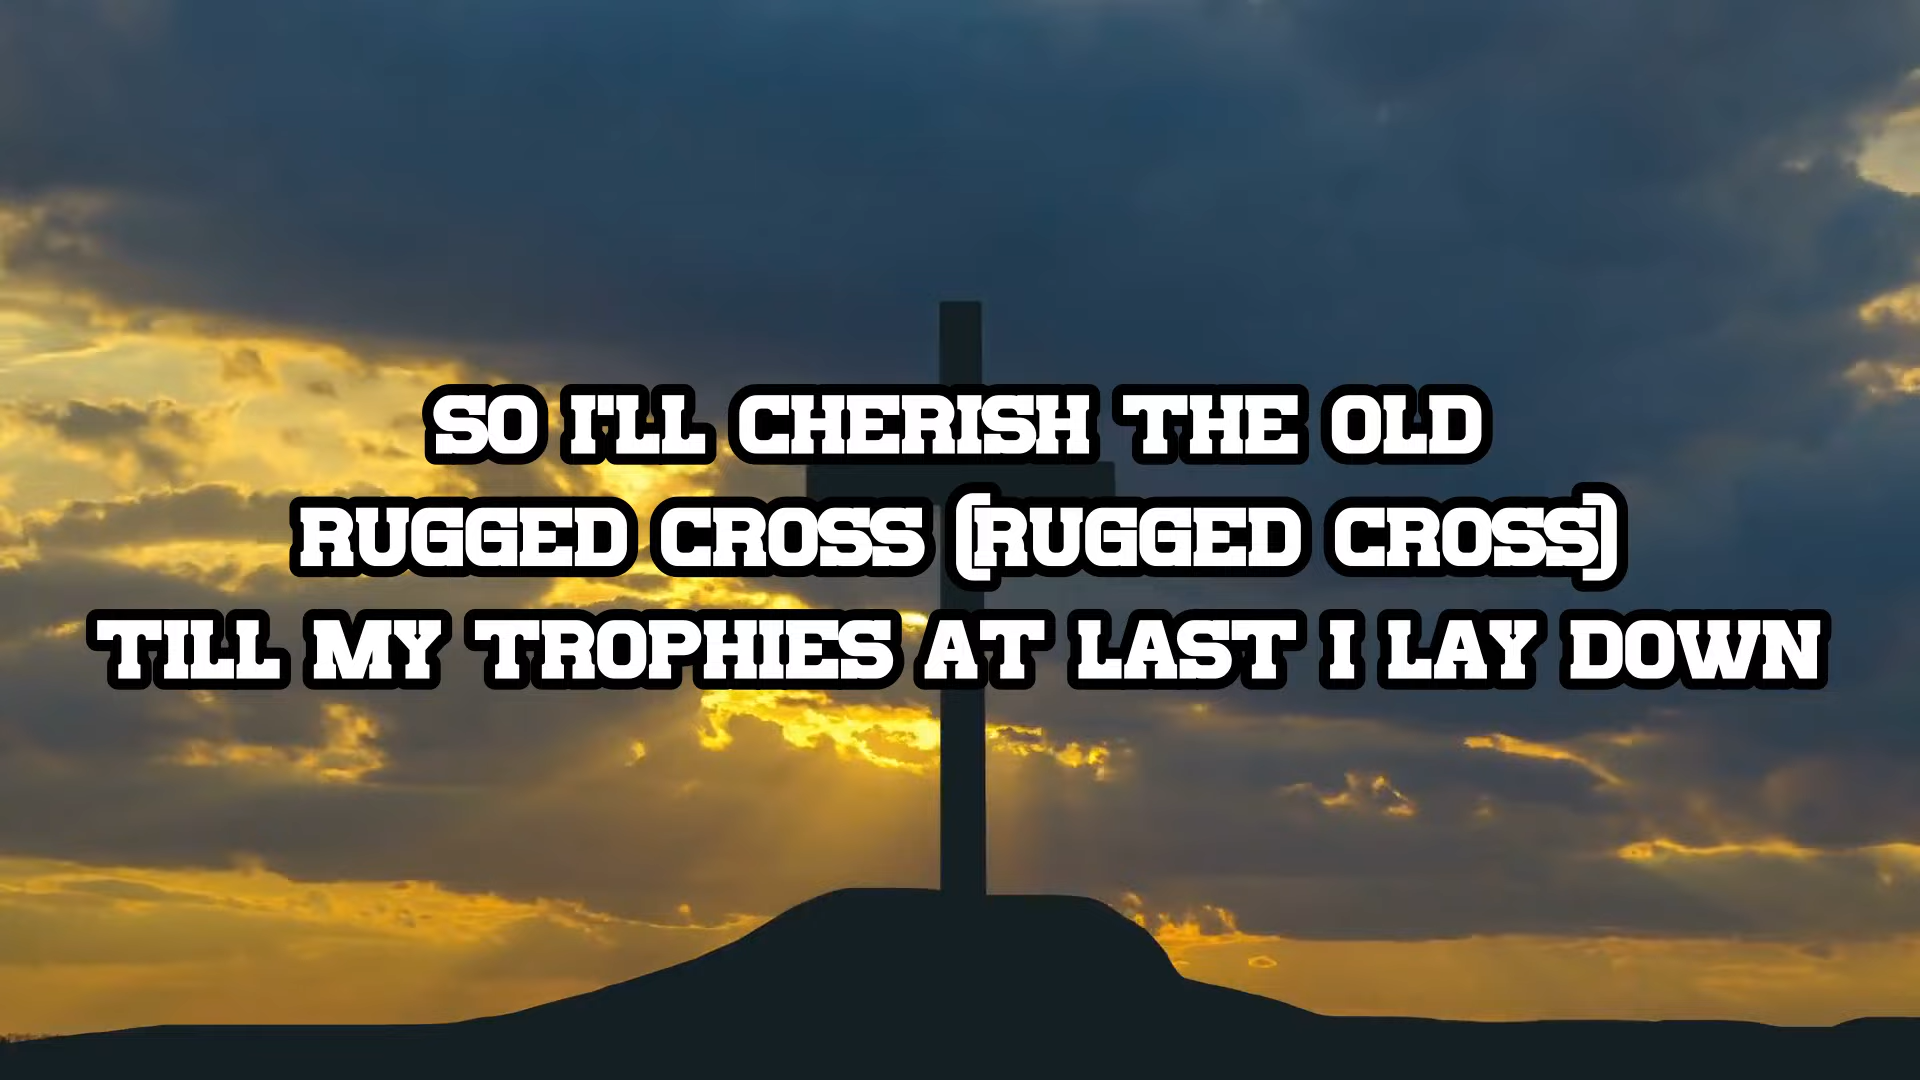 SO I'LL CHERISH THE OLD
RUGGED CROSS (RUGGED CROSS)
TILL MY TROPHIES AT LAST I LAY DOWN